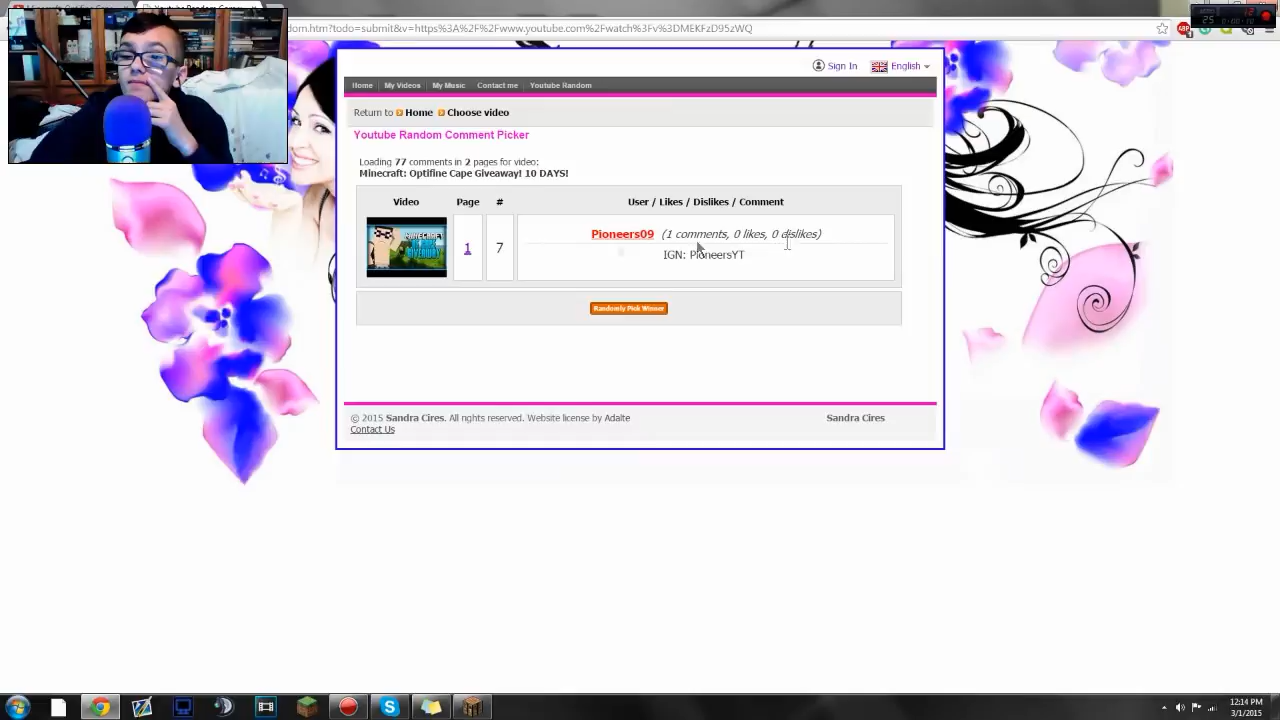 dom.htm?todo=submit&v=https%3A%2F%2Fwww.youtube.com%2Fwatch%3Fv%3DMEKFzD95zWQ
Sign In English
Home My Videos My Music Contact me Youtube Random
Return to Home Choose video
Youtube Random Comment Picker
Loading 77 comments in 2 pages for video:
Minecraft: Optifine Cape Giveaway! 10 DAYS!
Video Page # User / Likes / Dislikes / Comment
MINECRAFT
GIVEAWAY
1 7
Pioneers09 (1 comments, 0 likes, 0 dislikes)
IGN: PioneersYT
Randomly Pick Winner
© 2015 Sandra Cires. All rights reserved. Website license by Adalte Sandra Cires
Contact Us
12:14 PM
3/1/2015